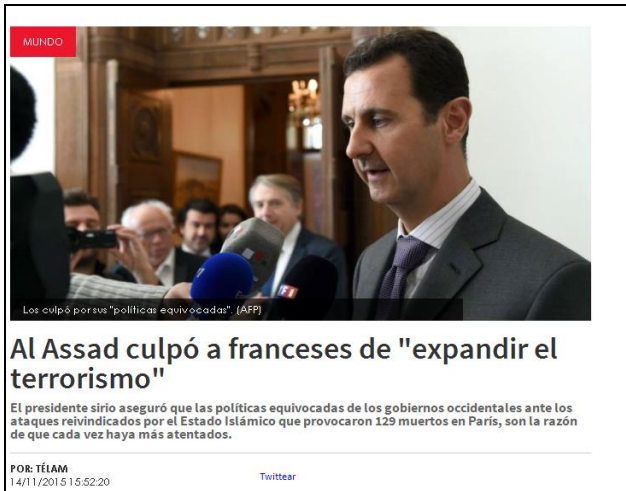 MUNDO
Los culpó por sus "políticas equivocadas". (AFP)
Al Assad culpó a franceses de "expandir el
terrorismo"
El presidente sirio aseguró que las políticas equivocadas de los gobiernos occidentales ante los
ataques reivindicados por el Estado Islámico que provocaron 129 muertos en París, son la razón
de que cada vez haya más atentados.
POR: TÉLAM
14/11/2015 15:52:20
Twittear